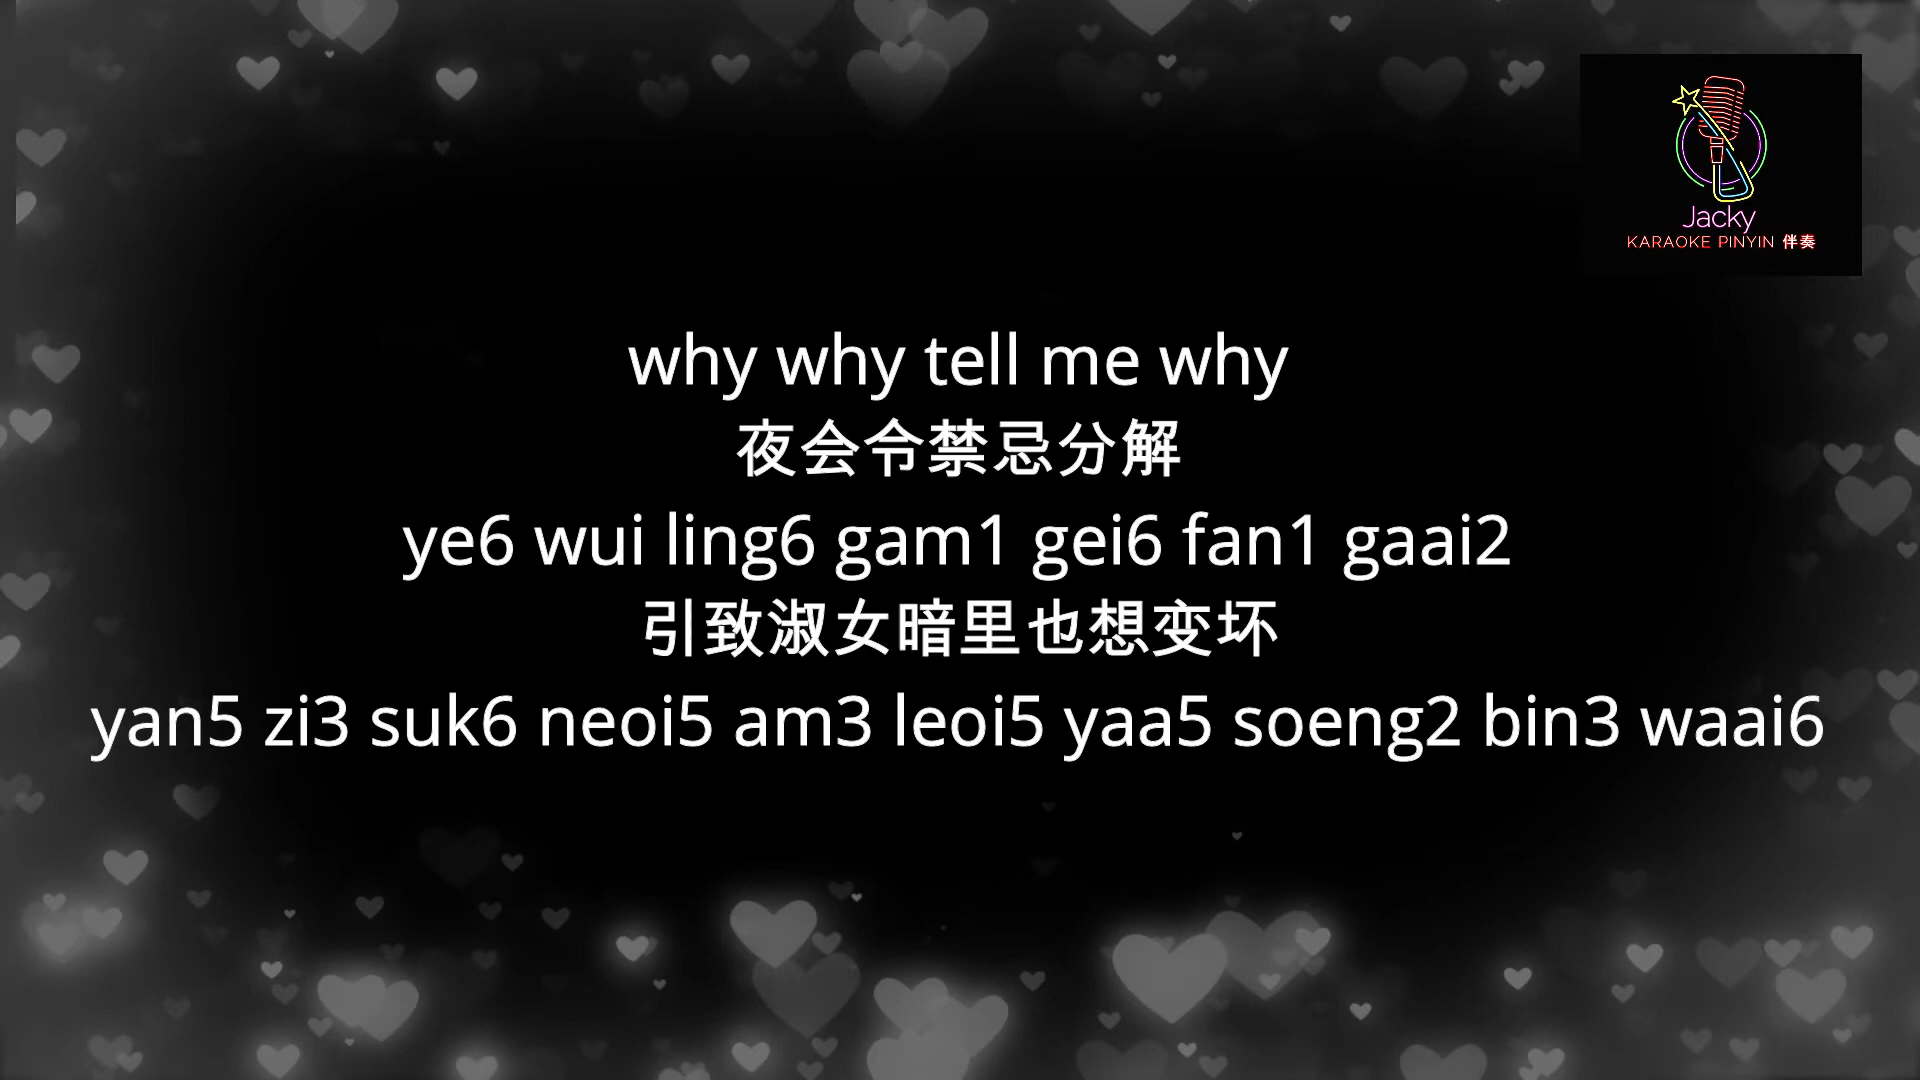 Jacky
KARAOKE PINYIN 伴奏
why why tell me why
夜会令禁忌分解
ye6 wui ling6 gam1 gei6 fan1 gaai2
引致淑女暗里也想变坏
yan5 zi3 suk6 neoi5 am3 leoi5 yaa5 soeng2 bin3 waai6